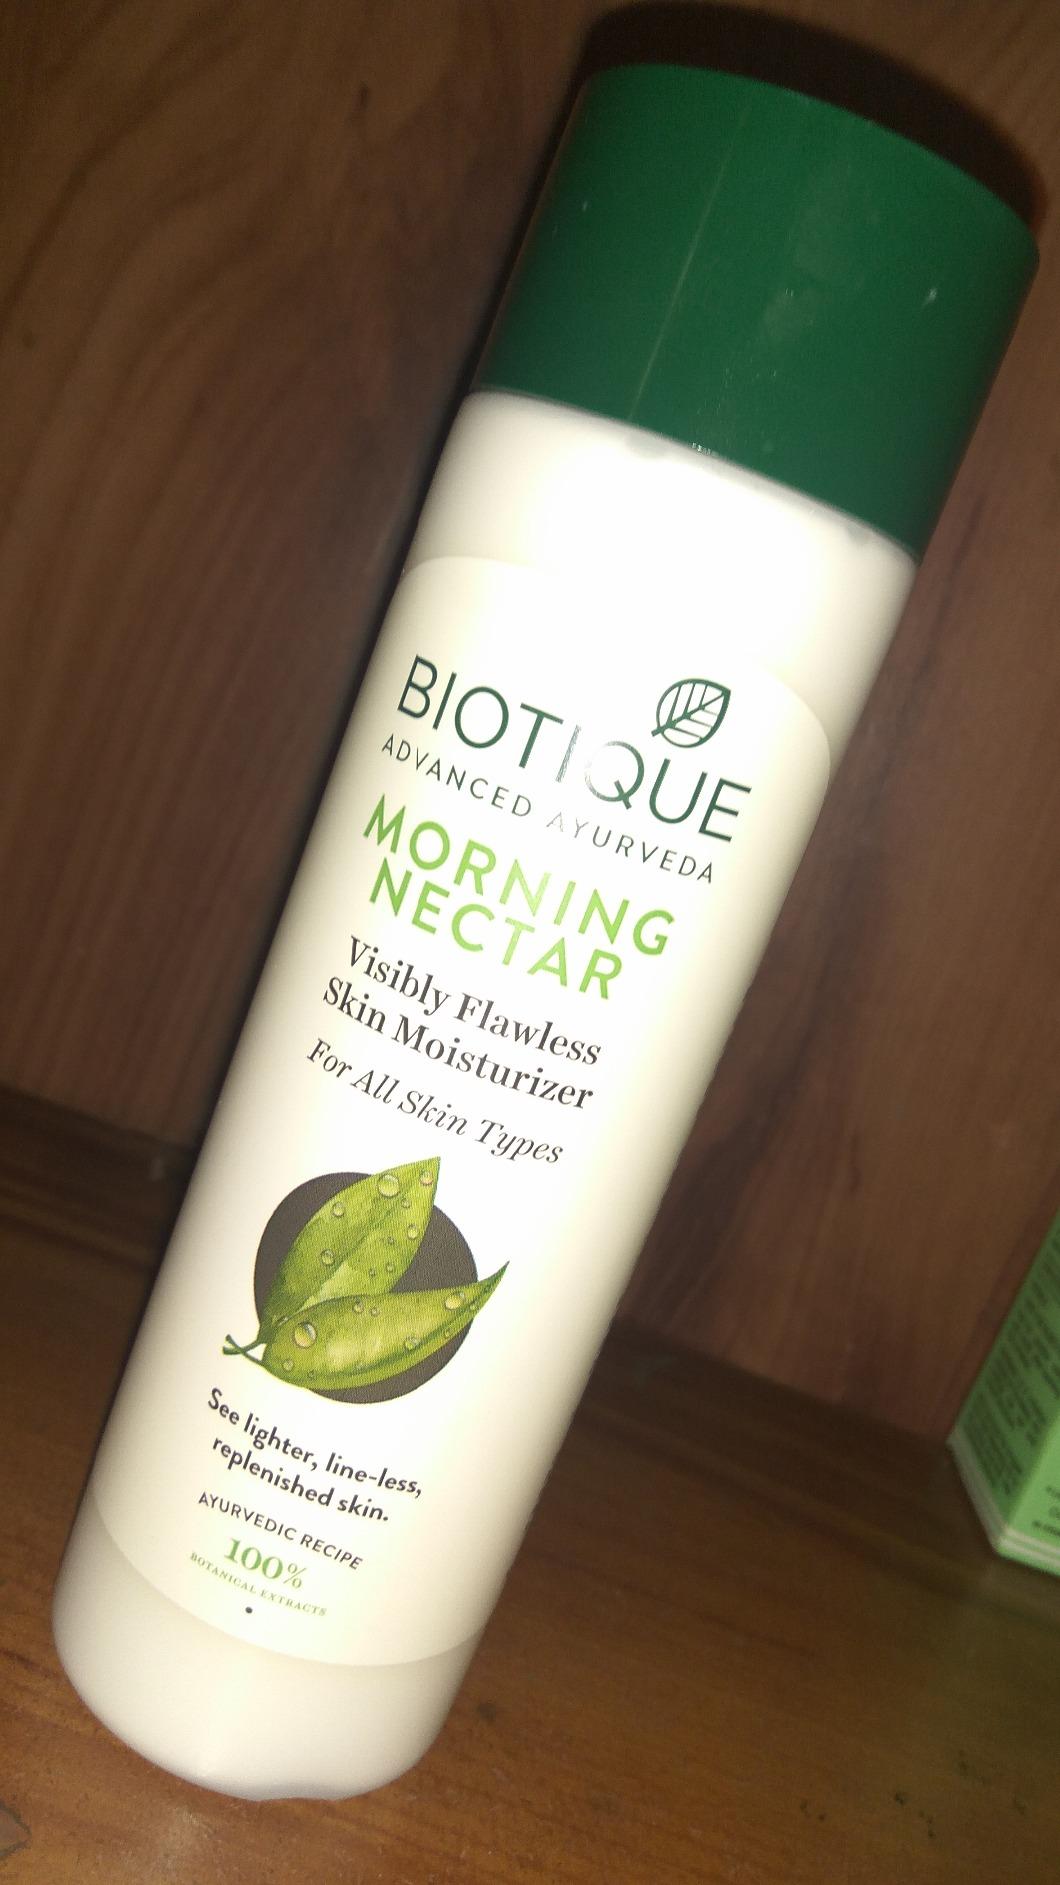 BIOTIQUE
ADVANCED AYURVEDA
MORNING
NECTAR
Visibly Flawless
Skin Moisturizer
For All Skin Types
See lighter, line-less,
replenished skin.
AYURVEDIC RECIPE
100%
BOTANICAL EXTRACTS